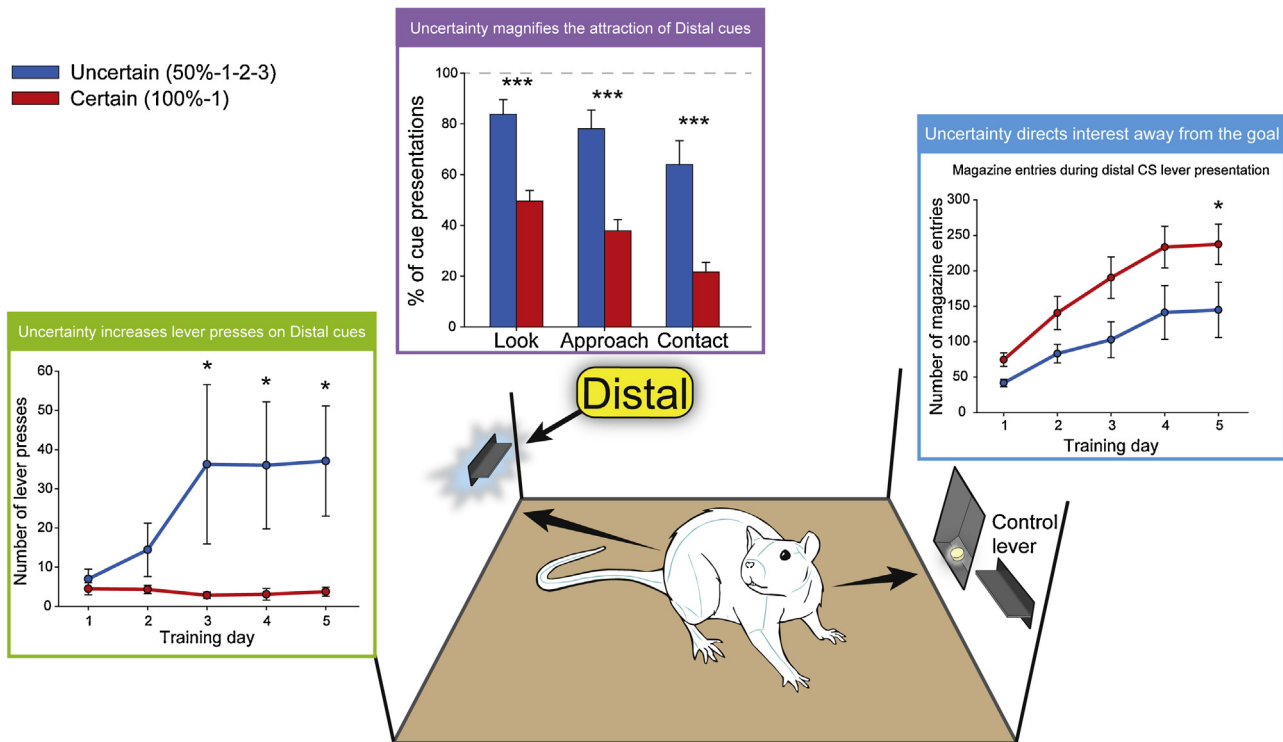 Uncertain (50%-1-2-3)
Certain (100%-1)
Uncertainty magnifies the attraction of Distal cues
% of cue presentations
100
80
60
40
20
0
***
***
***
Look Approach Contact
Uncertainty directs interest away from the goal
Magazine entries during distal CS lever presentation
Number of magazine entries
300
250
200
150
100
50
0
*
1 2 3 4 5
Training day
Uncertainty increases lever presses on Distal cues
Number of lever presses
60
50
40
30
20
10
0
* * *
1 2 3 4 5
Training day
Distal
Control
lever